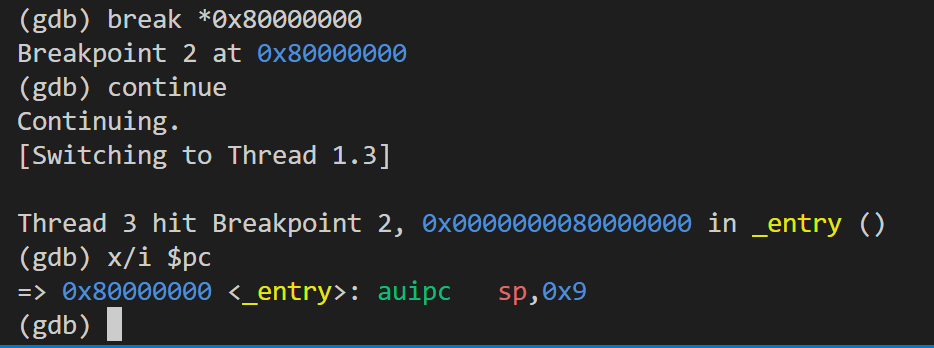 (gdb) break *0x80000000
Breakpoint 2 at 0x80000000
(gdb) continue
Continuing.
[Switching to Thread 1.3]
Thread 3 hit Breakpoint 2, 0x0000000080000000 in _entry ()
(gdb) x/i $pc
=> 0x80000000 <_entry>: auipc   sp,0x9
(gdb)